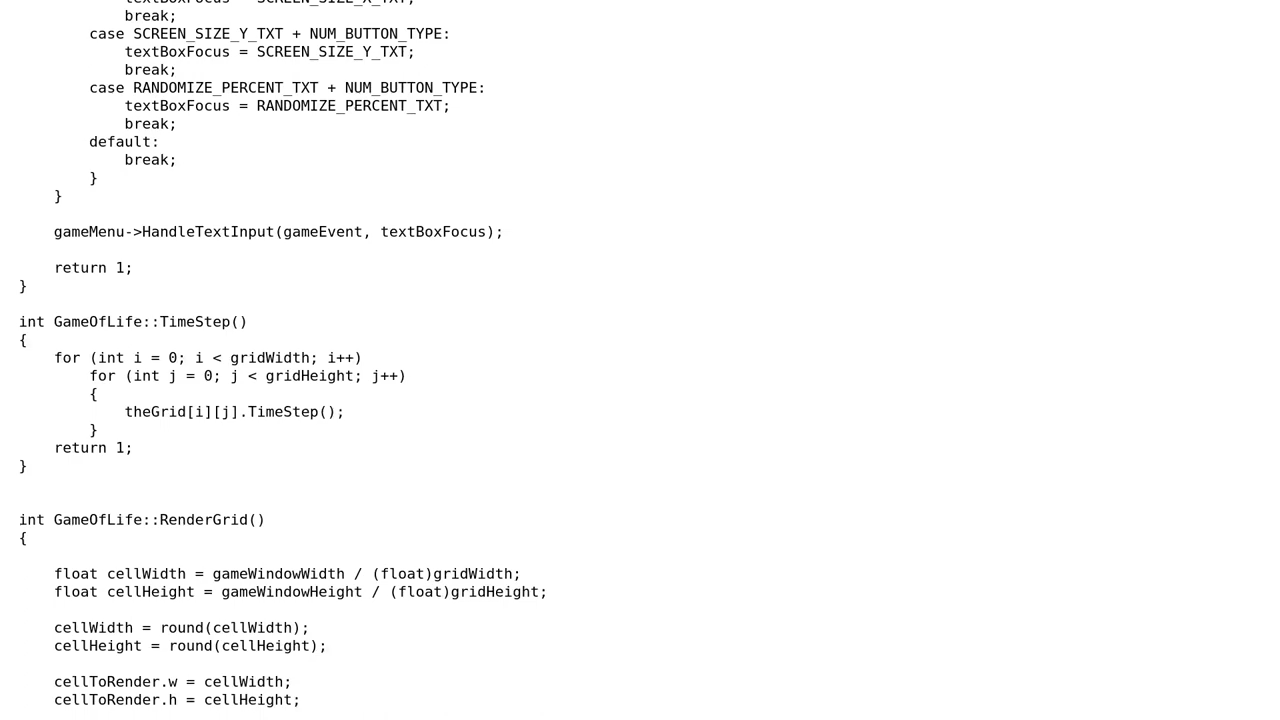 textBoxFocus = SCREEN_SIZE_X_TXT;
            break;
        case SCREEN_SIZE_Y_TXT + NUM_BUTTON_TYPE:
            textBoxFocus = SCREEN_SIZE_Y_TXT;
            break;
        case RANDOMIZE_PERCENT_TXT + NUM_BUTTON_TYPE:
            textBoxFocus = RANDOMIZE_PERCENT_TXT;
            break;
        default:
            break;
        }
    }

    gameMenu->HandleTextInput(gameEvent, textBoxFocus);

    return 1;
}

int GameOfLife::TimeStep()
{
    for (int i = 0; i < gridWidth; i++)
        for (int j = 0; j < gridHeight; j++)
        {
            theGrid[i][j].TimeStep();
        }
    return 1;
}


int GameOfLife::RenderGrid()
{

    float cellWidth = gameWindowWidth / (float)gridWidth;
    float cellHeight = gameWindowHeight / (float)gridHeight;

    cellWidth = round(cellWidth);
    cellHeight = round(cellHeight);

    cellToRender.w = cellWidth;
    cellToRender.h = cellHeight;